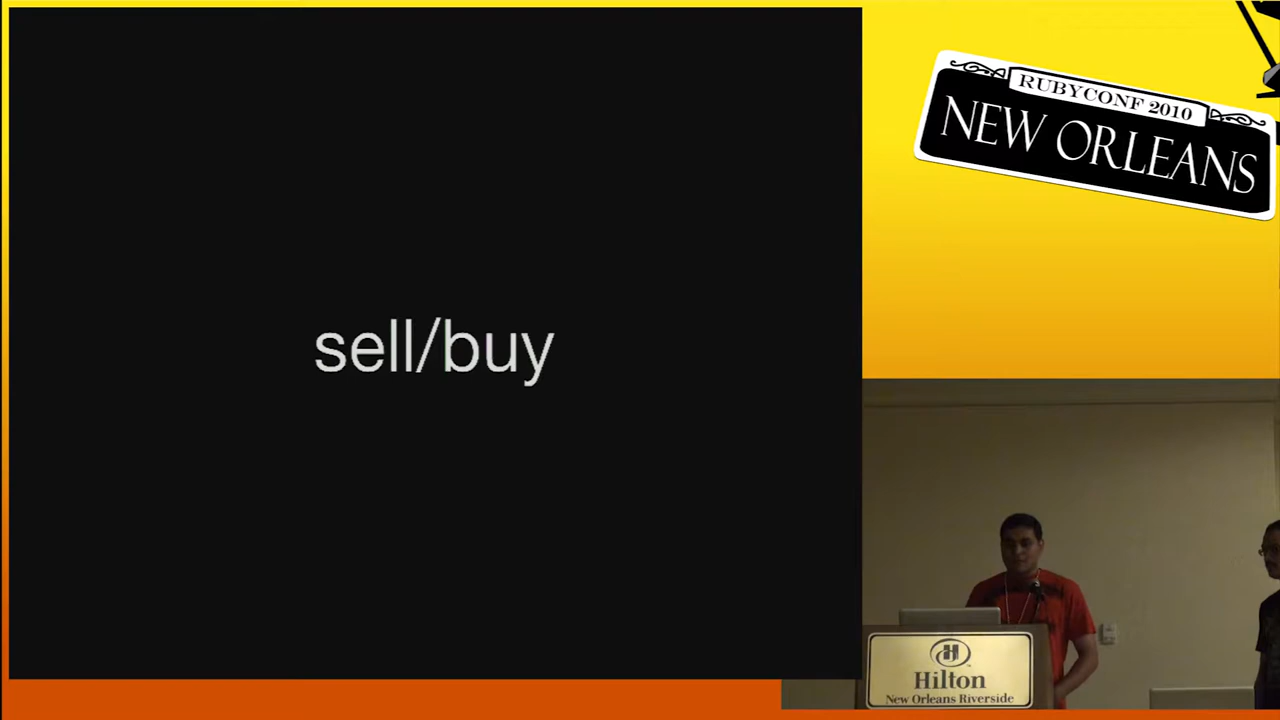 sell/buy
RUBYCONF 2010
NEW ORLEANS
Hilton
New Orleans Riverside